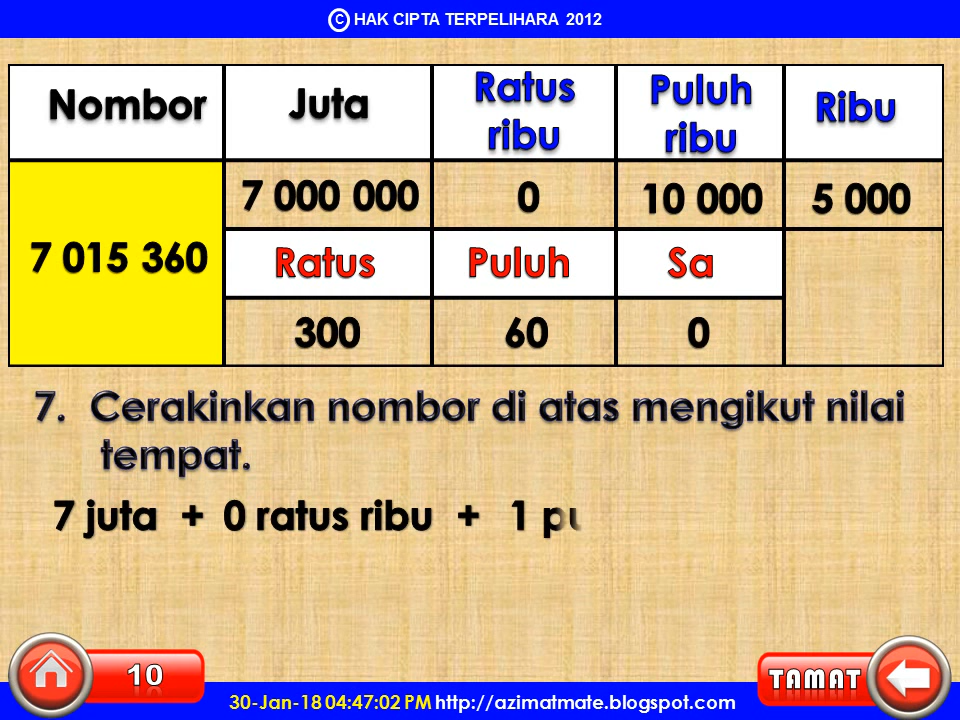 © HAK CIPTA TERPELIHARA 2012
Nombor Juta Ratus ribu Puluh ribu Ribu
7 015 360 7 000 000 0 10 000 5 000
Ratus Puluh Sa
300 60 0
7. Cerakinkan nombor di atas mengikut nilai
tempat.
7 juta + 0 ratus ribu + 1 pu
10
TAMAT
30-Jan-18 04:47:02 PM http://azimatmate.blogspot.com